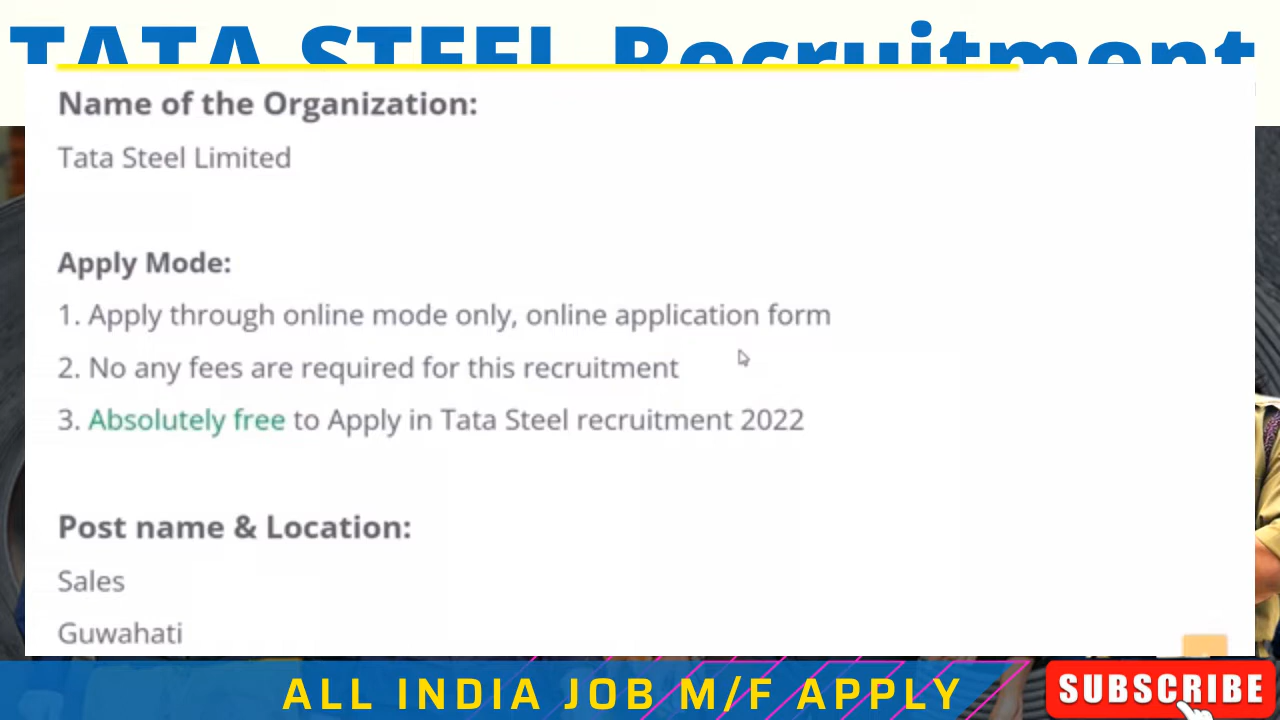 TATA STEEL Recruitment
Name of the Organization:
Tata Steel Limited
Apply Mode:
1. Apply through online mode only, online application form
2. No any fees are required for this recruitment
3. Absolutely free to Apply in Tata Steel recruitment 2022
Post name & Location:
Sales
Guwahati
ALL INDIA JOB M/F APPLY
SUBSCRIBE